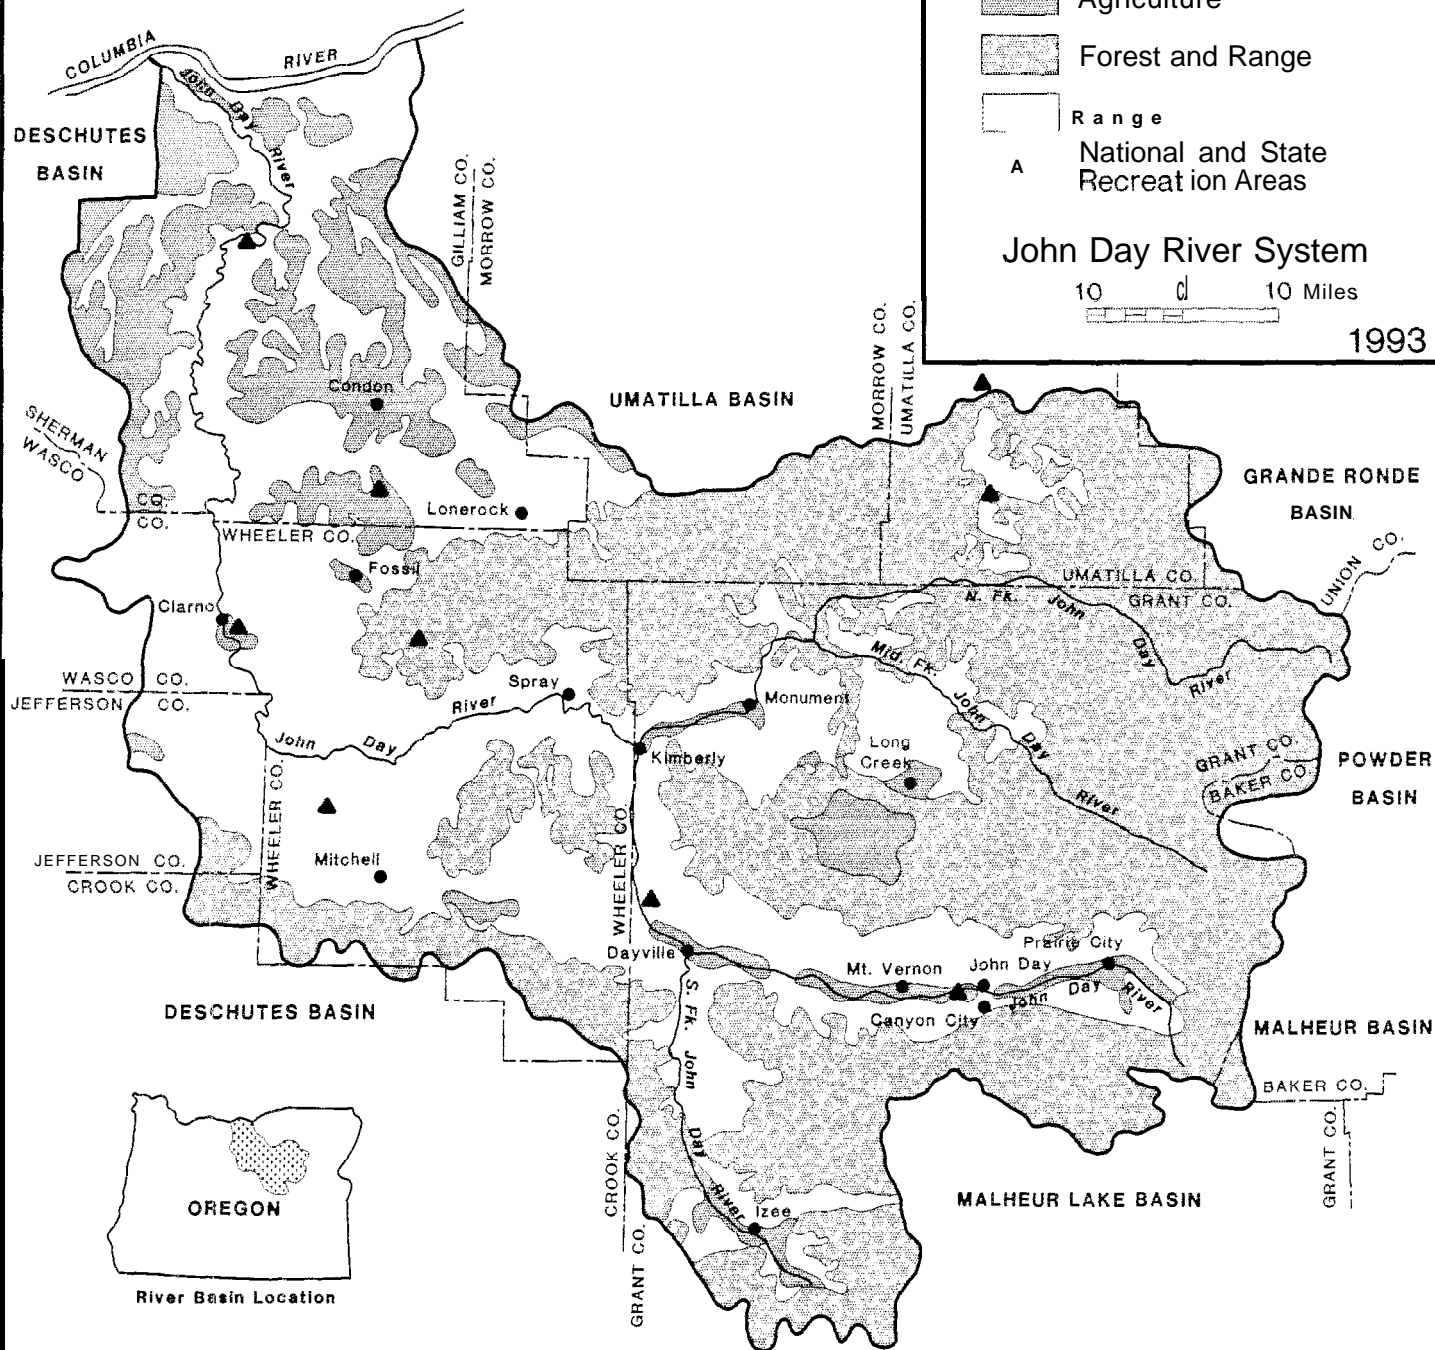 Agriculture
Forest and Range
Range
A
National and State
Recreation Areas
John Day River System
10 0 10 Miles
1993
COLUMBIA RIVER
John Day River
DESCHUTES
BASIN
GILLIAM CO.
MORROW CO.
MORROW CO.
UMATILLA CO.
UMATILLA BASIN
Condon
SHERMAN CO.
WASCO CO.
Lonerock
WHEELER CO.
Fossil
Clarno
GRANDE RONDE
BASIN
UNION CO.
UMATILLA CO.
GRANT CO.
N. Fk. John Day River
Mid. Fk. John Day River
WASCO CO.
JEFFERSON CO.
Spray
John Day River
Monument
Kimberly
Long
Creek
GRANT CO.
BAKER CO.
POWDER
BASIN
WHEELER CO.
WHEELER CO.
JEFFERSON CO.
CROOK CO.
Mitchell
Dayville
Mt. Vernon
John Day
Prairie City
Canyon City
John Day River
S. Fk. John Day River
DESCHUTES BASIN
MALHEUR BASIN
BAKER CO.
GRANT CO.
CROOK CO.
GRANT CO.
Izee
MALHEUR LAKE BASIN
OREGON
River Basin Location